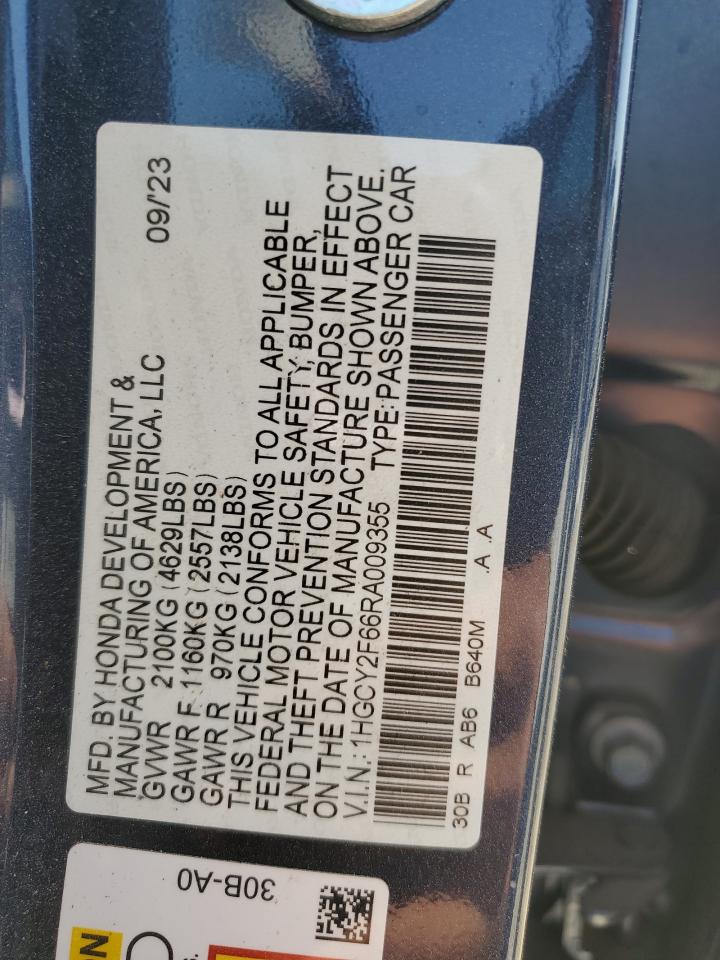 MFD. BY HONDA DEVELOPMENT &
MANUFACTURING OF AMERICA, LLC 09/'23
GVWR 2100KG (4629LBS)
GAWR F 1160KG (2557LBS)
GAWR R 970KG (2138LBS)
THIS VEHICLE CONFORMS TO ALL APPLICABLE
FEDERAL MOTOR VEHICLE SAFETY, BUMPER,
AND THEFT PREVENTION STANDARDS IN EFFECT
ON THE DATE OF MANUFACTURE SHOWN ABOVE.
V.I.N.: 1HGCY2F66RA009355 TYPE: PASSENGER CAR
30B R AB6 B640M .A .A
30B-A0